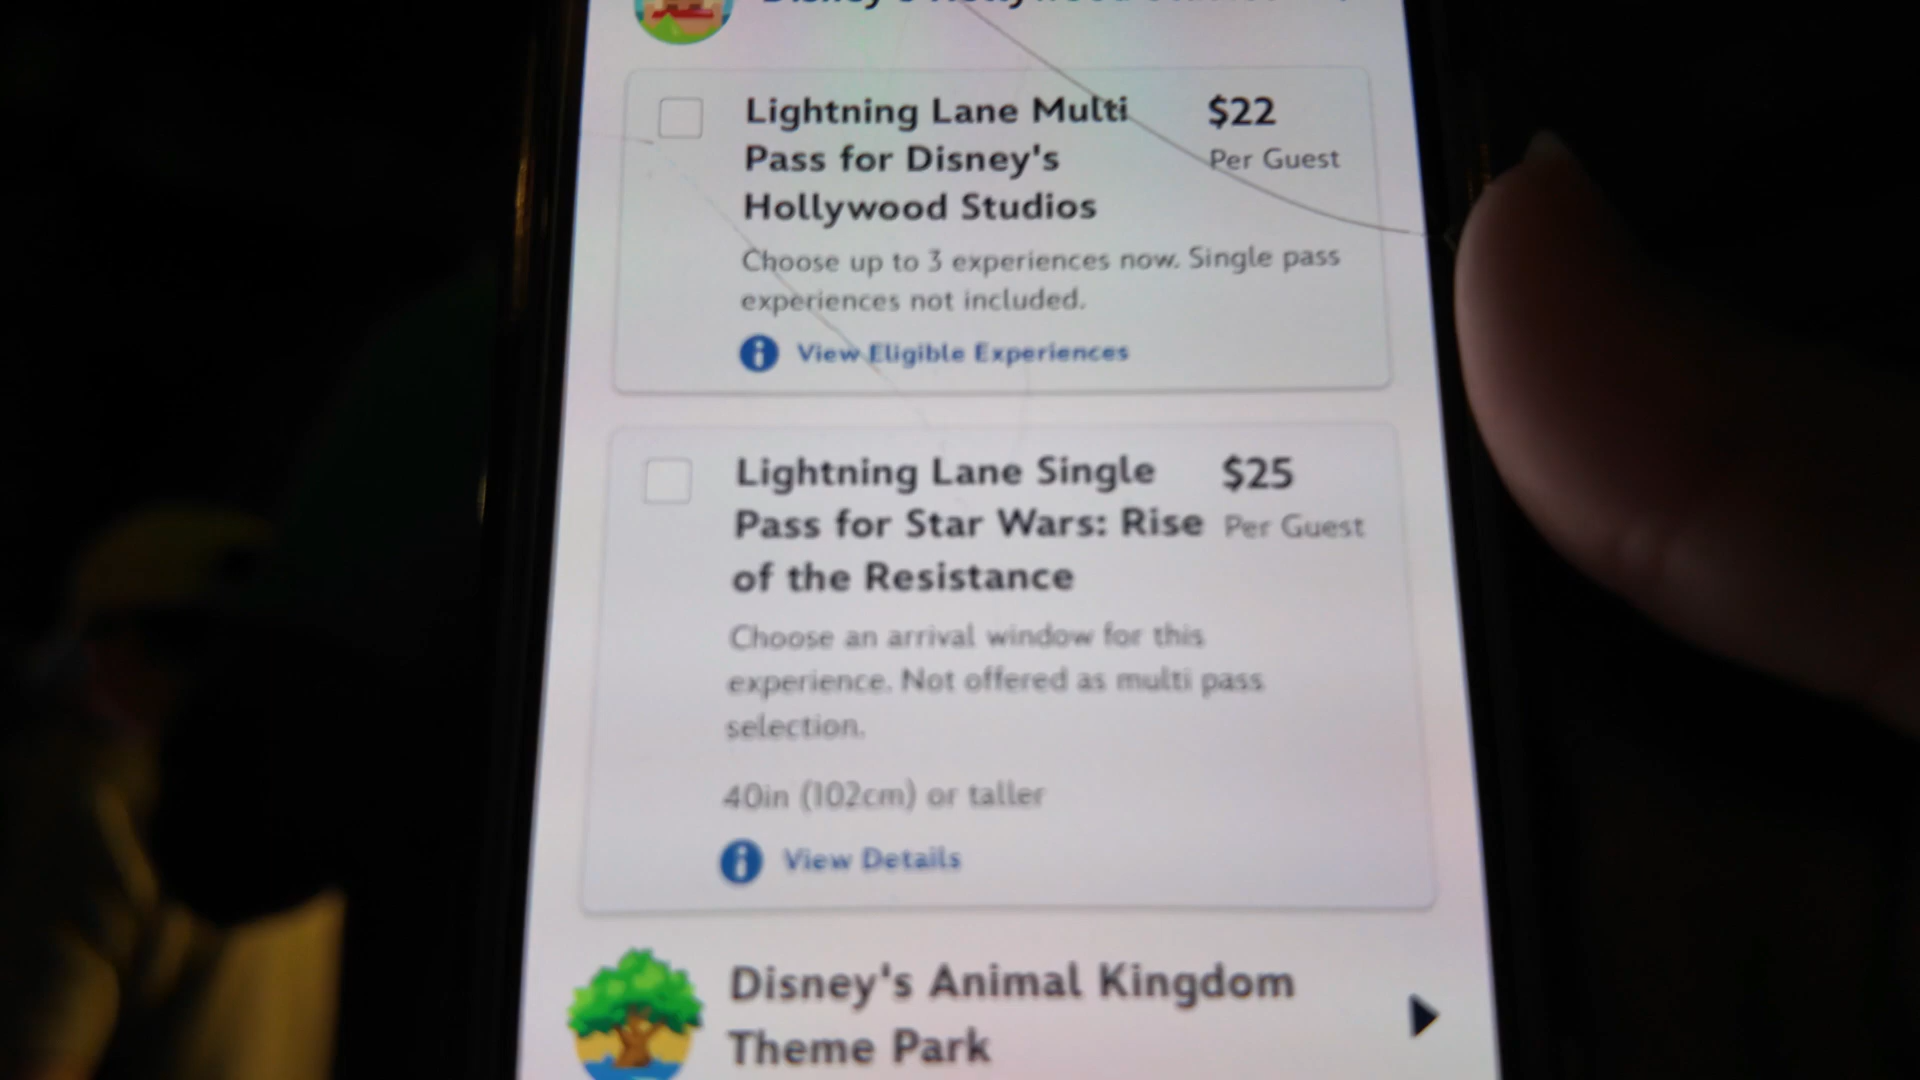 Disney's Hollywood Studios
Lightning Lane Multi
Pass for Disney's
Hollywood Studios
$22
Per Guest
Choose up to 3 experiences now. Single pass
experiences not included.
View Eligible Experiences
Lightning Lane Single
Pass for Star Wars: Rise
of the Resistance
$25
Per Guest
Choose an arrival window for this
experience. Not offered as multi pass
selection.
40in (102cm) or taller
View Details
Disney's Animal Kingdom
Theme Park